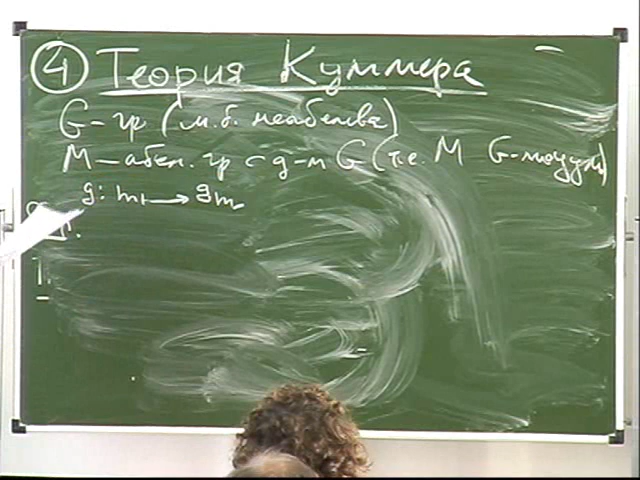 ④ Теория Куммера
G – гр (м.б. неабелева)
M – абел. гр с д-м G (т.е. M G-модуль)
g: m ↦ gm